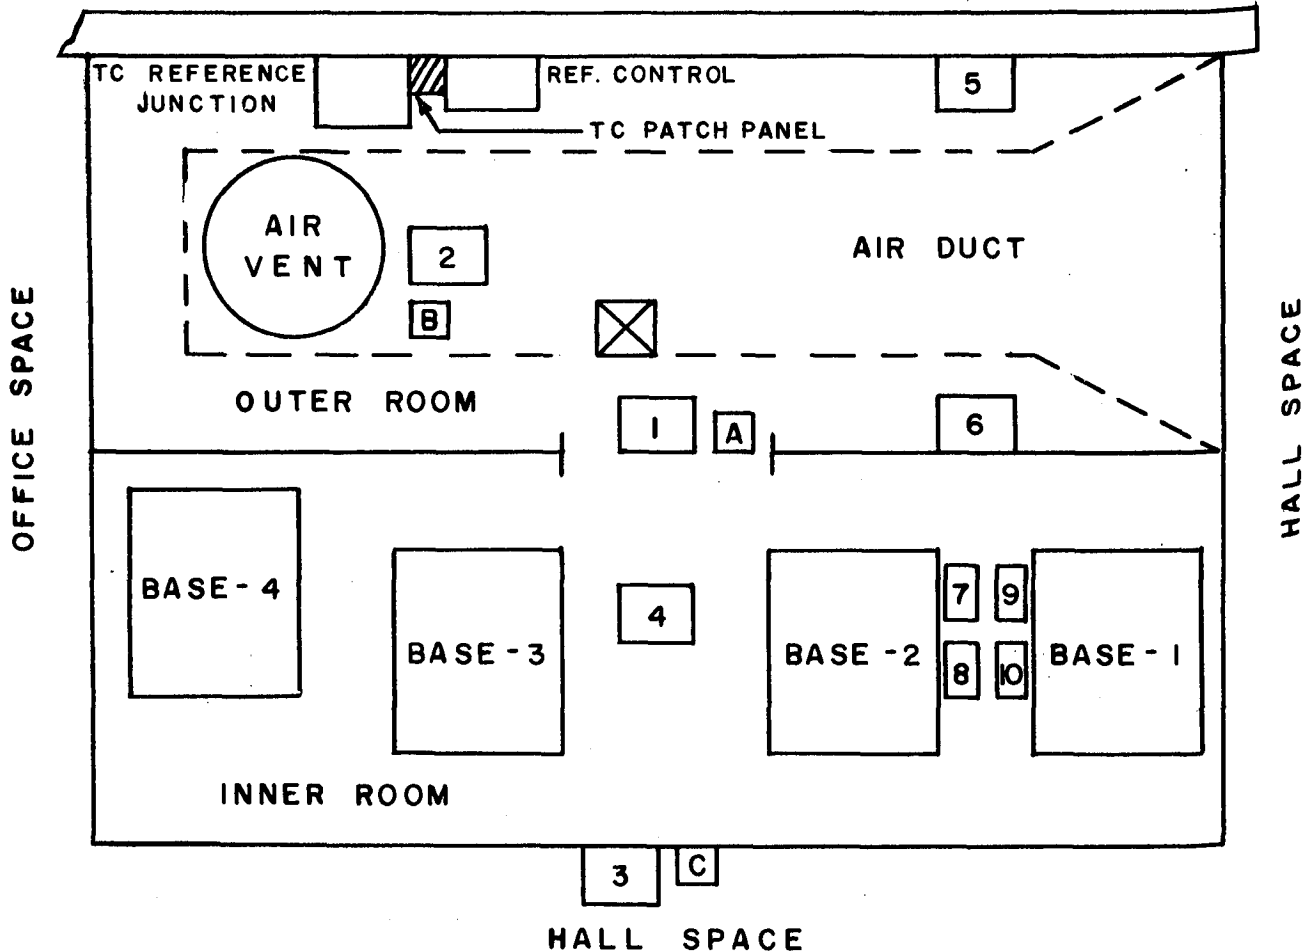 TC REFERENCE
JUNCTION
REF. CONTROL
5
TC PATCH PANEL
AIR
VENT
2
AIR DUCT
B
OFFICE SPACE
HALL SPACE
OUTER ROOM
1
A
6
BASE-4
BASE-3
4
BASE-2
7
9
8
10
BASE-1
INNER ROOM
3
C
HALL SPACE